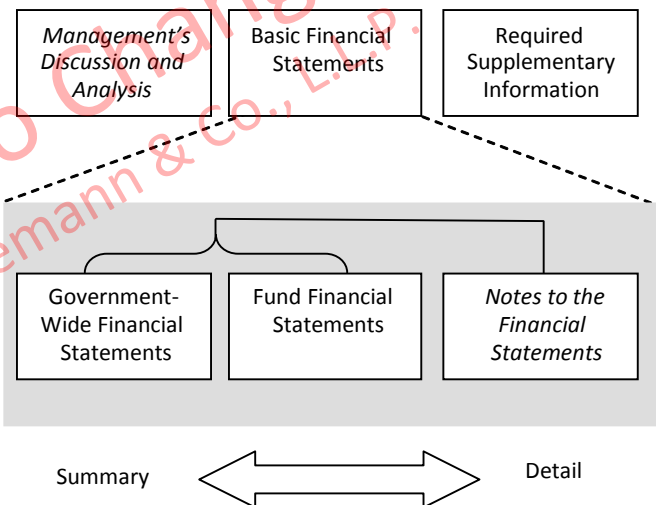 Management's
Discussion and
Analysis
Basic Financial
Statements
Required
Supplementary
Information
Government-
Wide Financial
Statements
Fund Financial
Statements
Notes to the
Financial
Statements
Summary
Detail
& Co., L.L.P.